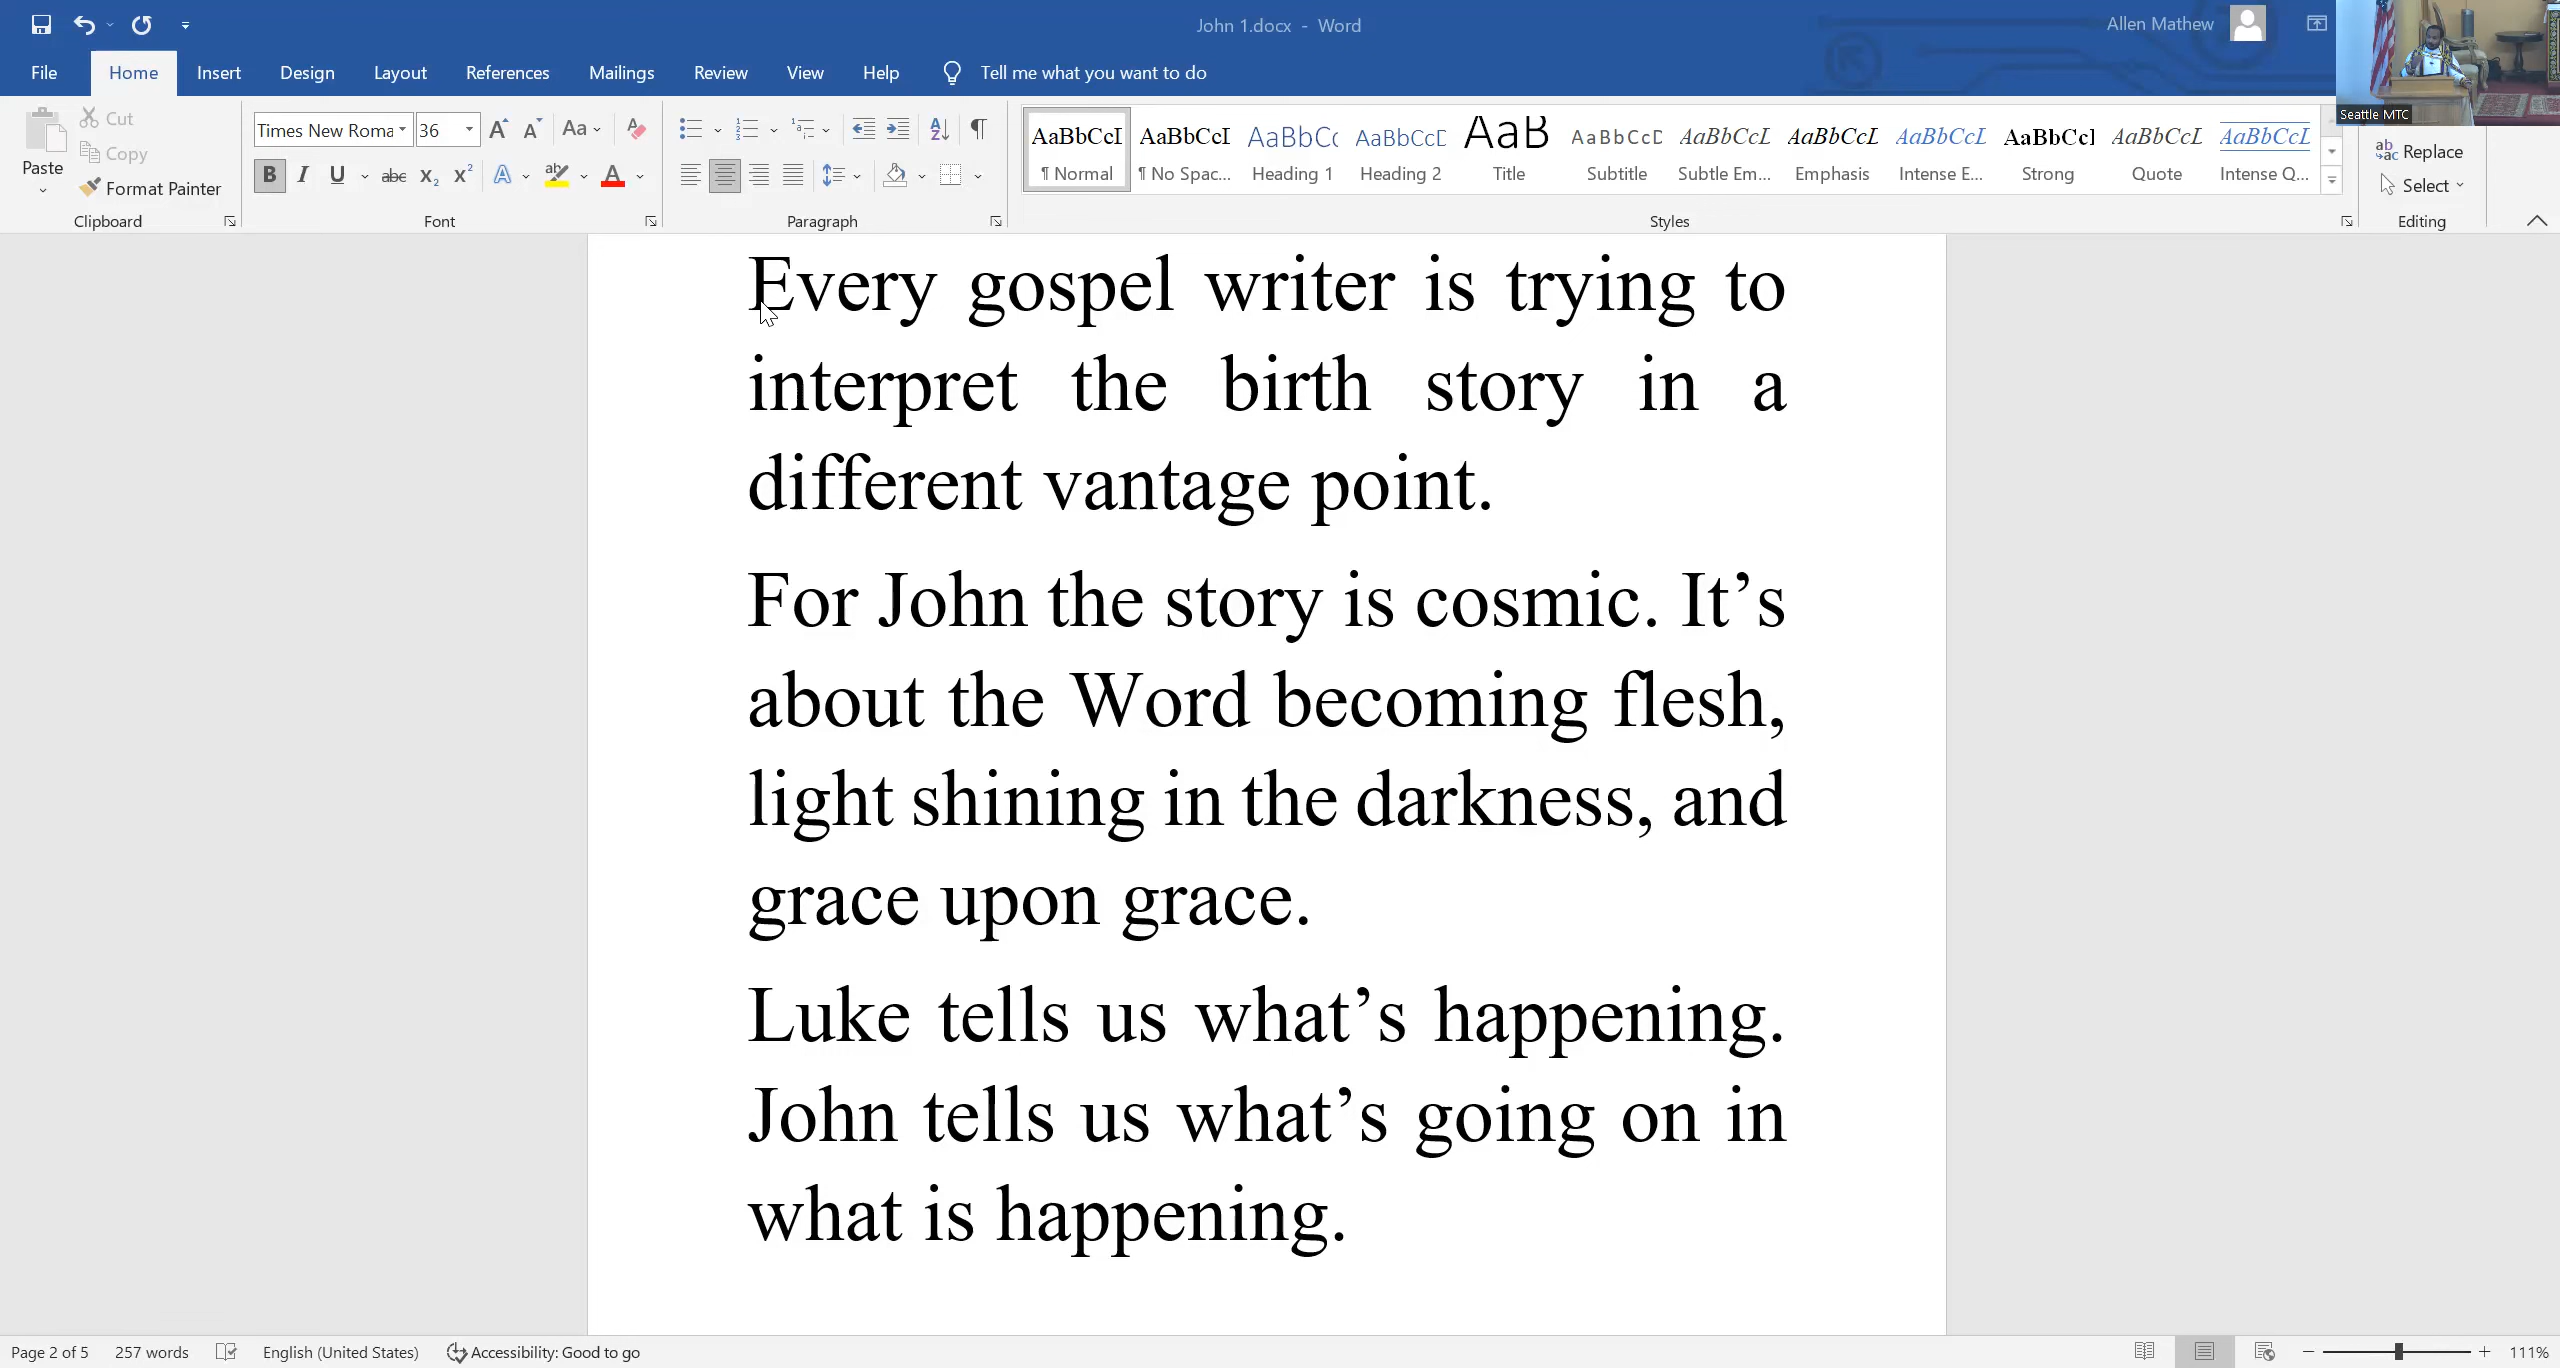 John 1.docx - Word
Allen Mathew
File Home Insert Design Layout References Mailings Review View Help Tell me what you want to do
Seattle MTC
Paste
Cut
Copy
Format Painter
Clipboard
Times New Roma 36
Font
Paragraph
AaBbCcI AaBbCcI AaBbC AaBbCcD AaB AaBbCcD AaBbCcL AaBbCcL AaBbCcL AaBbCcI AaBbCcL AaBbCcL
¶ Normal ¶ No Spac... Heading 1 Heading 2 Title Subtitle Subtle Em... Emphasis Intense E... Strong Quote Intense Q...
Styles
Replace
Select
Editing
Every gospel writer is trying to
interpret the birth story in a
different vantage point.
For John the story is cosmic. It’s
about the Word becoming flesh,
light shining in the darkness, and
grace upon grace.
Luke tells us what’s happening.
John tells us what’s going on in
what is happening.
Page 2 of 5 257 words English (United States) Accessibility: Good to go 111%